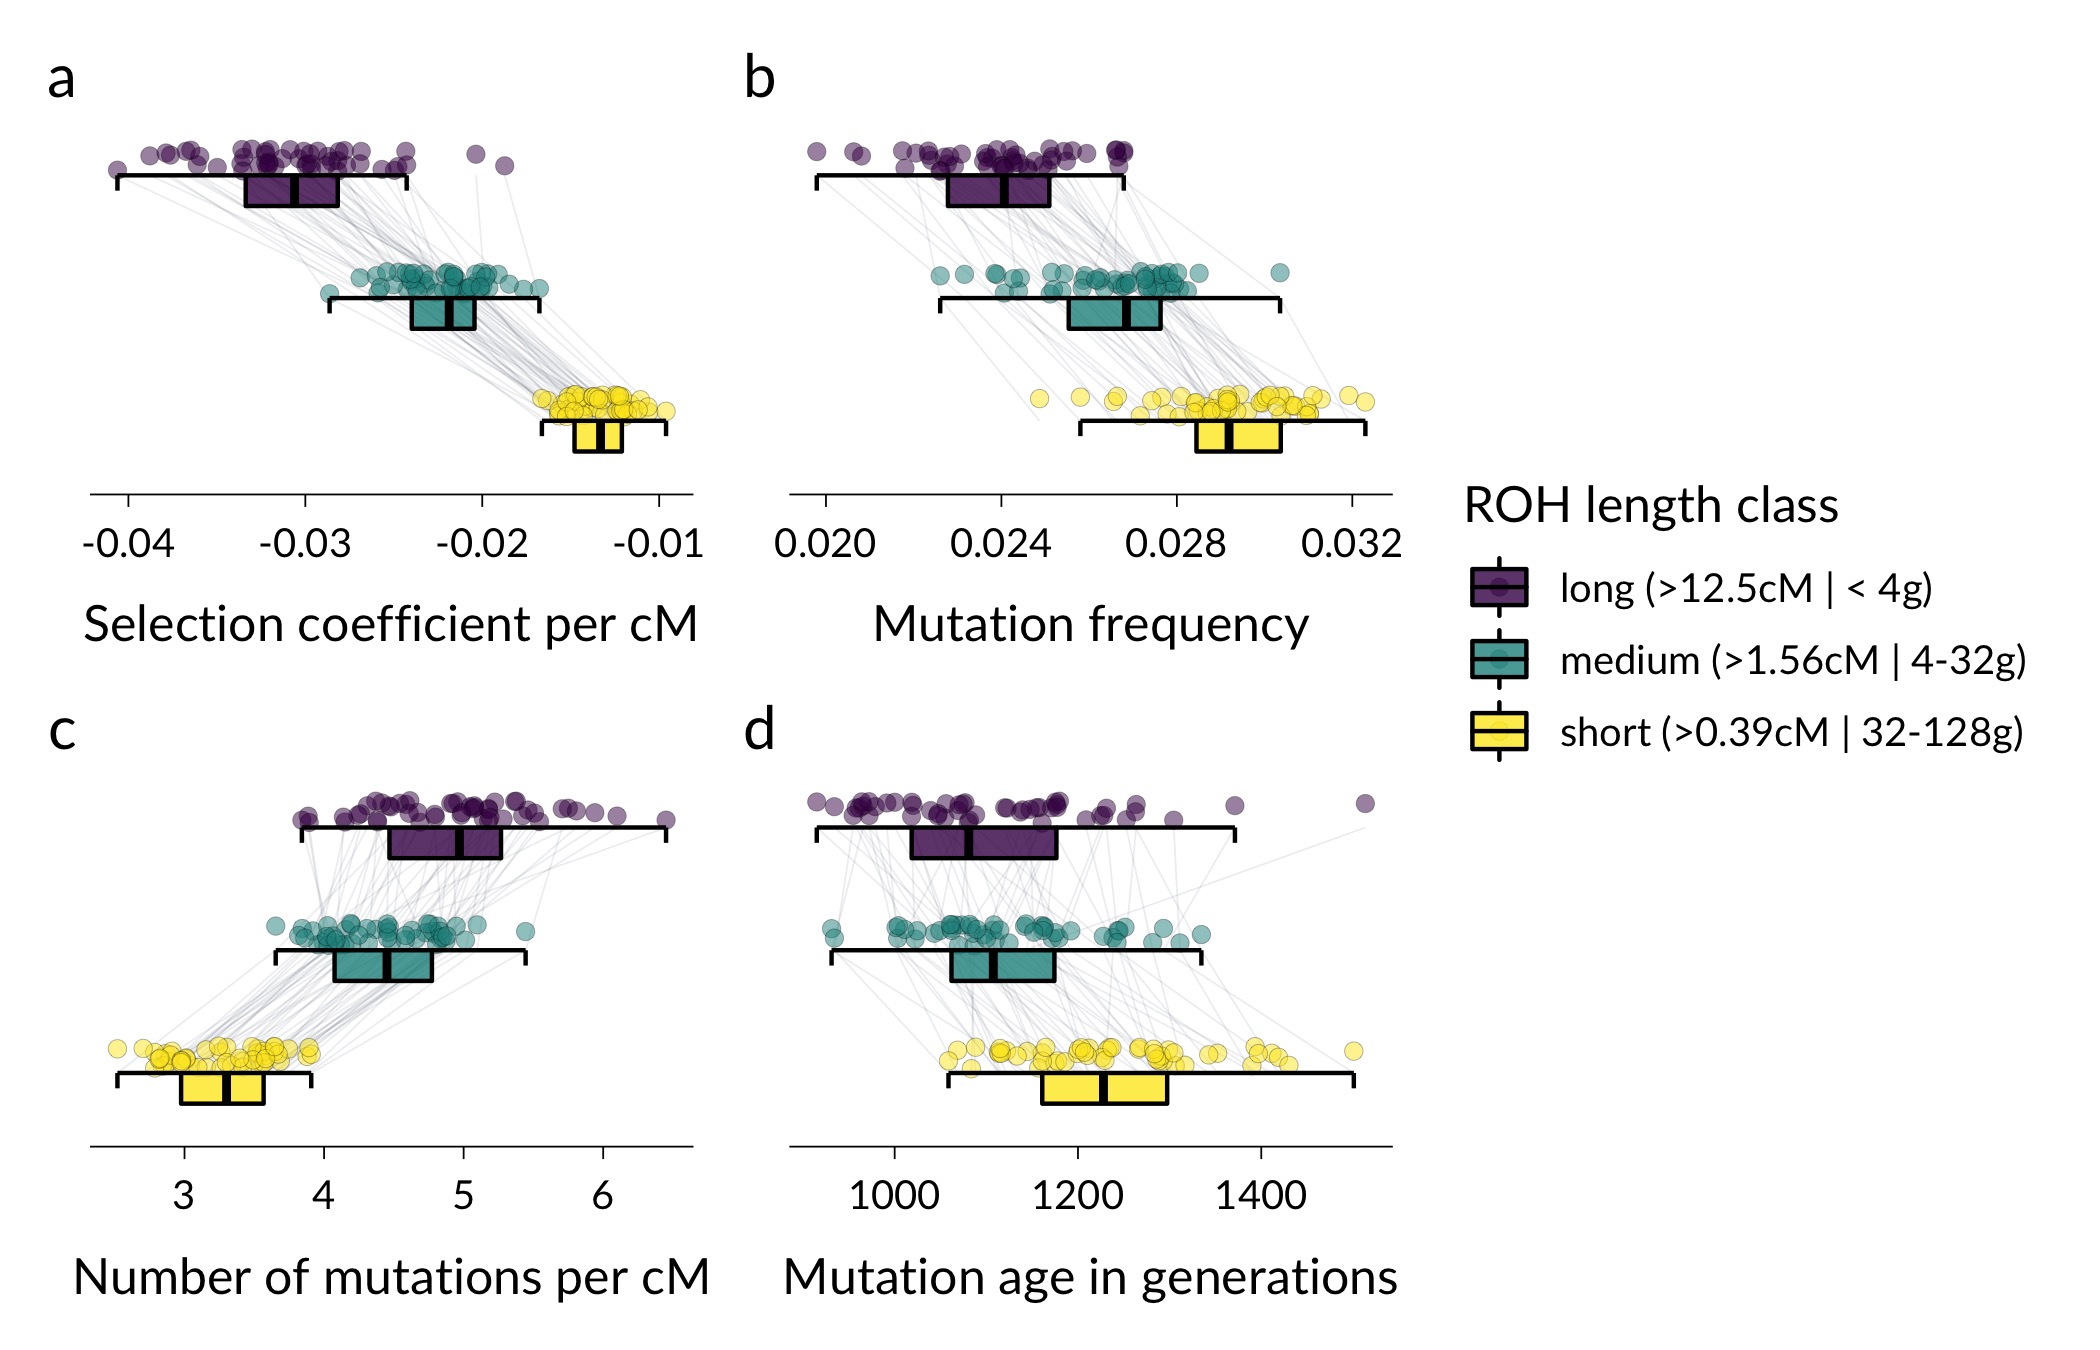 a
b
-0.04 -0.03 -0.02 -0.01
Selection coefficient per cM
0.020 0.024 0.028 0.032
Mutation frequency
ROH length class
long (>12.5cM | < 4g)
medium (>1.56cM | 4-32g)
short (>0.39cM | 32-128g)
c
d
3 4 5 6
Number of mutations per cM
1000 1200 1400
Mutation age in generations